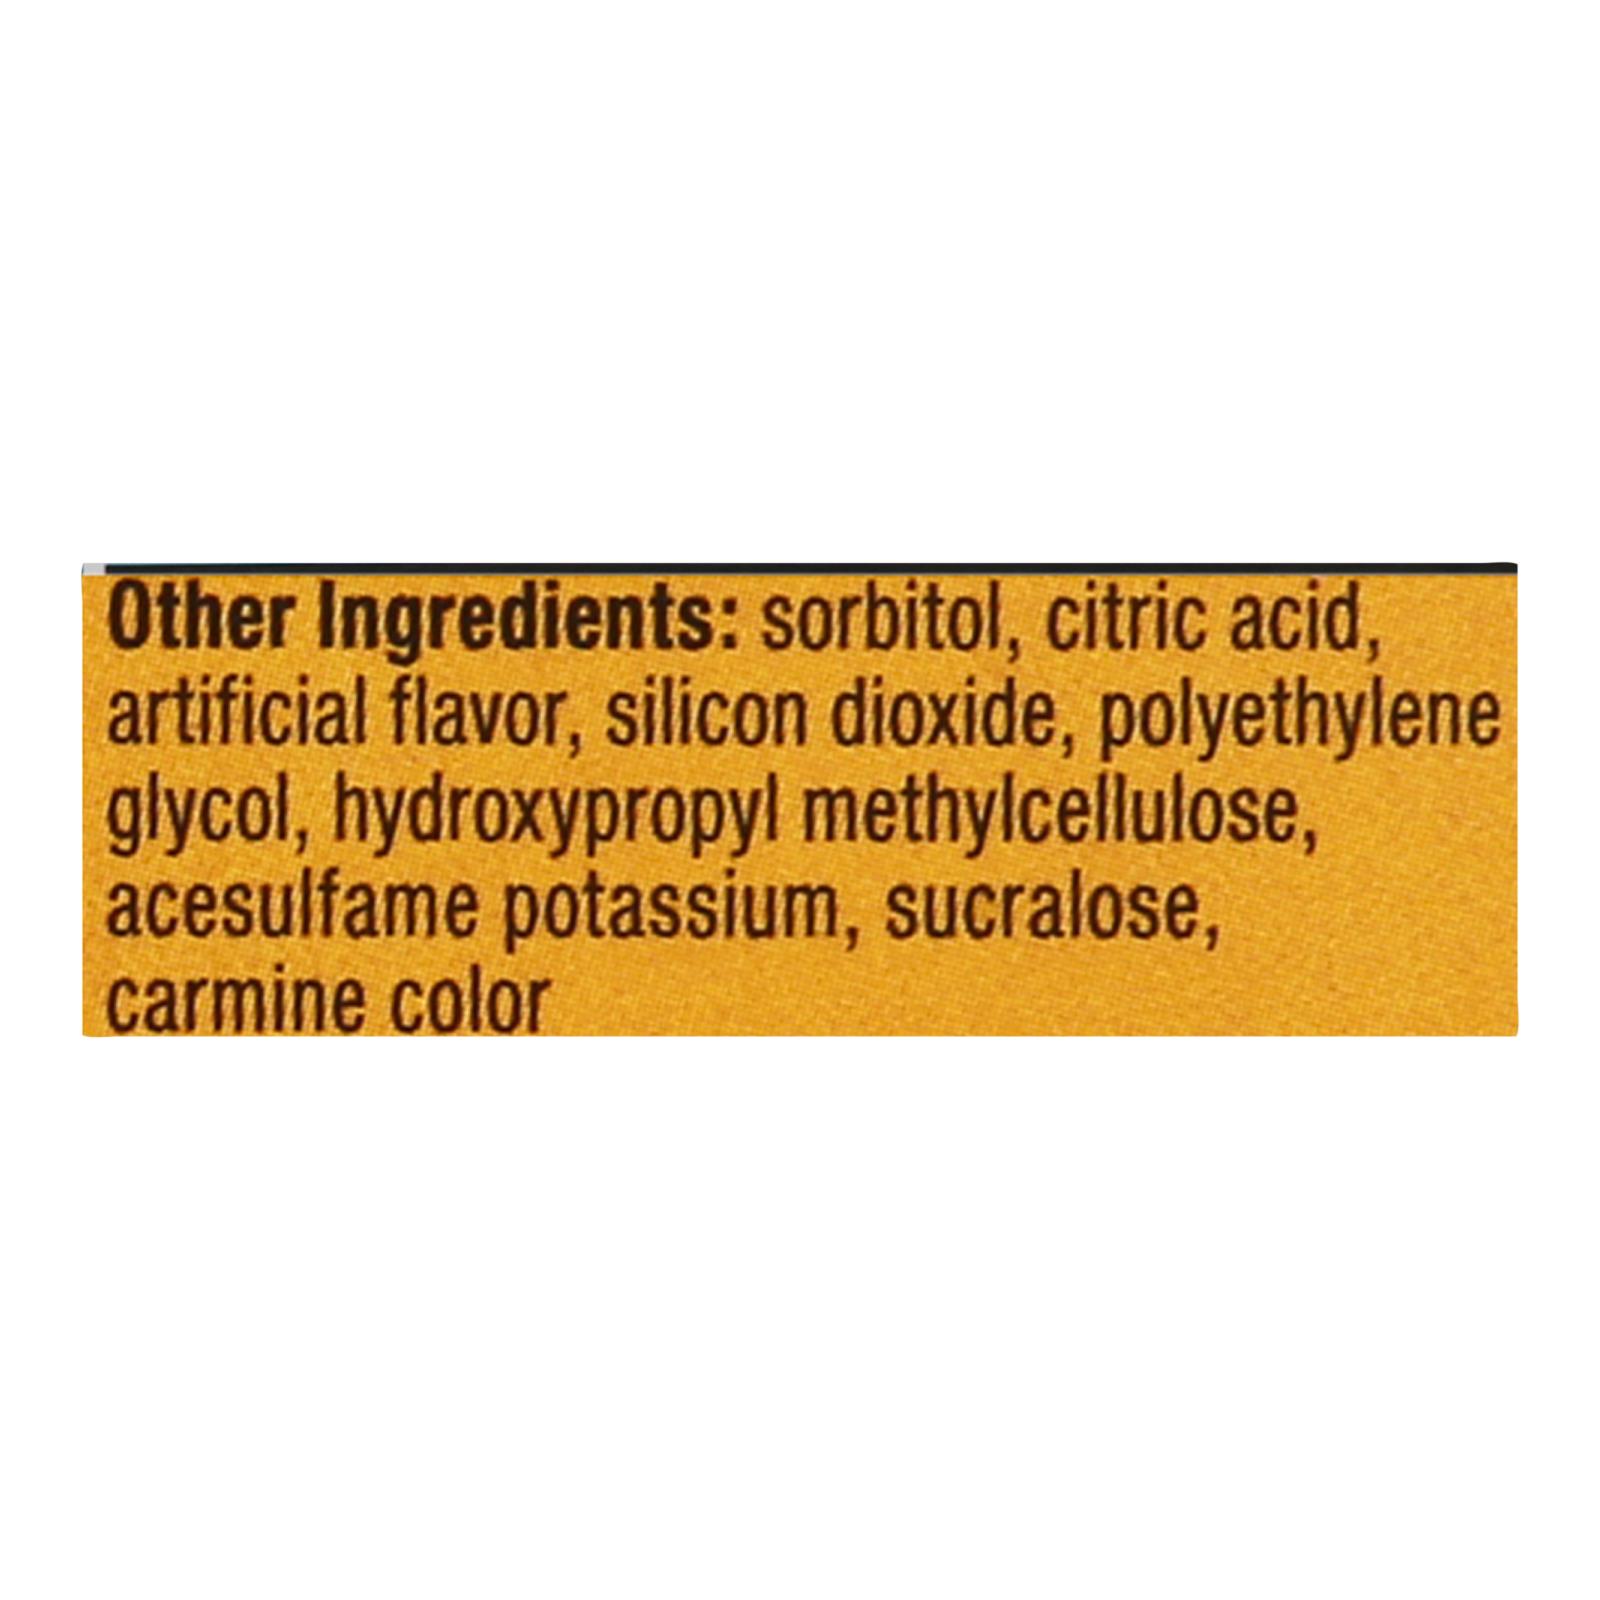 Other Ingredients: sorbitol, citric acid,
artificial flavor, silicon dioxide, polyethylene
glycol, hydroxypropyl methylcellulose,
acesulfame potassium, sucralose,
carmine color